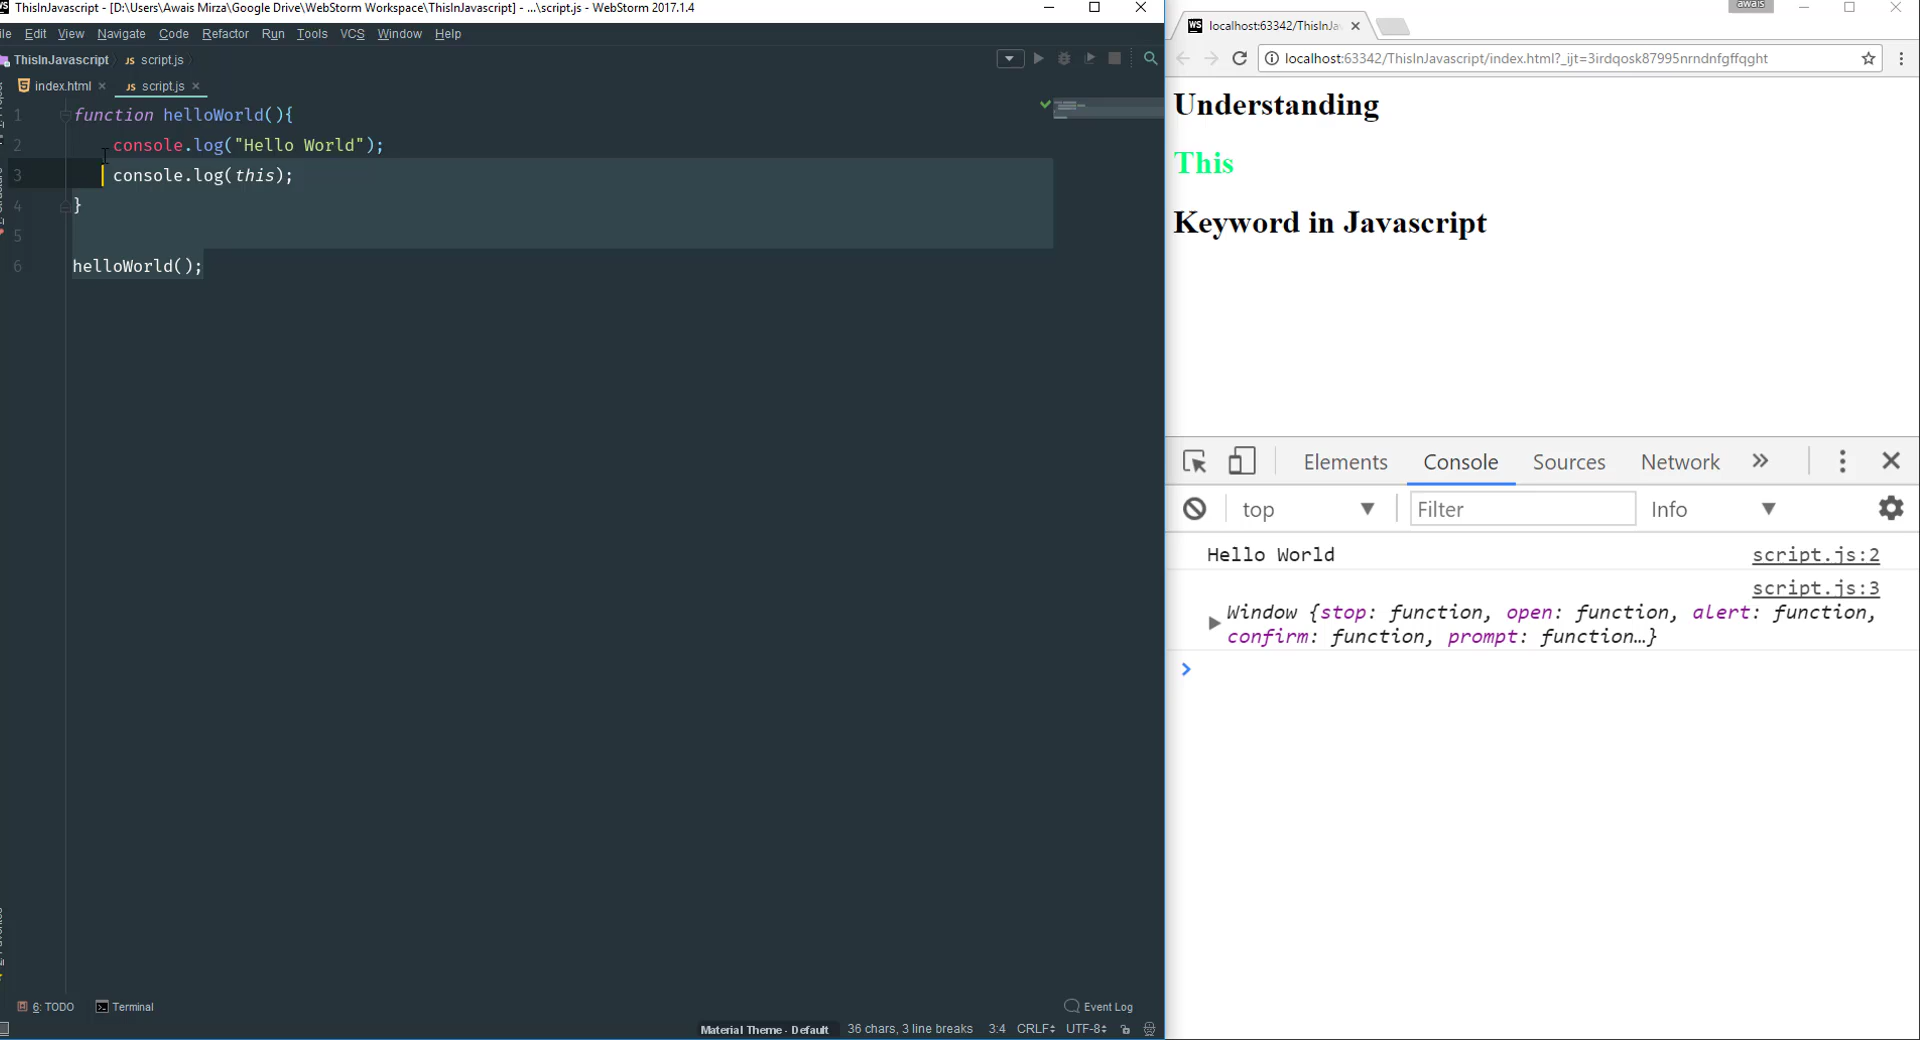 ThisInJavascript - [D:\Users\Awais Mirza\Google Drive\WebStorm Workspace\ThisInJavascript] - ...\script.js - WebStorm 2017.1.4
ile Edit View Navigate Code Refactor Run Tools VCS Window Help
ThisInJavascript script.js
index.html script.js
1 function helloWorld(){
2 console.log("Hello World");
3 console.log(this);
4 }
5
6 helloWorld();
6: TODO Terminal Event Log
Material Theme - Default 36 chars, 3 line breaks 3:4 CRLF UTF-8
awais
localhost:63342/ThisInJa
localhost:63342/ThisInJavascript/index.html?_ijt=3irdqosk87995nrndnfgffqght
Understanding
This
Keyword in Javascript
Elements Console Sources Network
top Filter Info
Hello World script.js:2
script.js:3
Window {stop: function, open: function, alert: function,
confirm: function, prompt: function…}